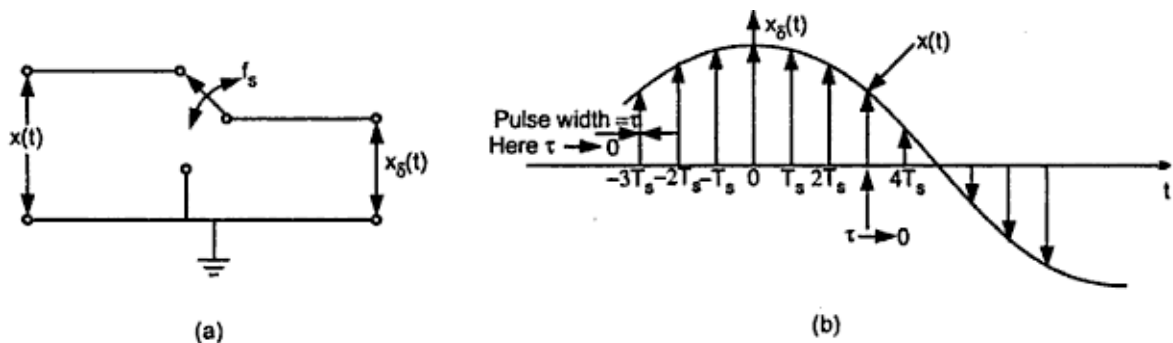 f_s
x(t)
x_δ(t)
(a)
x_δ(t)
x(t)
Pulse width = τ
Here τ → 0
-3T_s -2T_s -T_s 0 T_s 2T_s 4T_s
t
τ → 0
(b)